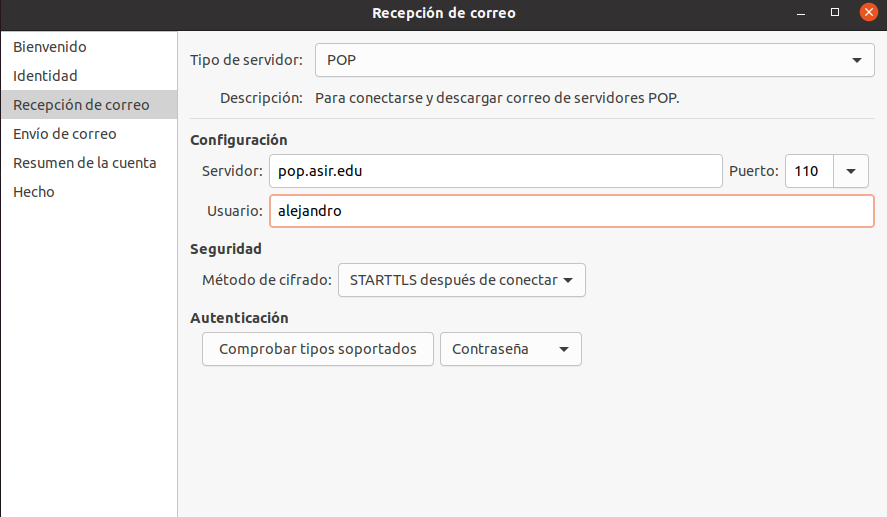 Recepción de correo
Bienvenido
Identidad
Recepción de correo
Envío de correo
Resumen de la cuenta
Hecho
Tipo de servidor: POP
Descripción: Para conectarse y descargar correo de servidores POP.
Configuración
Servidor: pop.asir.edu Puerto: 110
Usuario: alejandro
Seguridad
Método de cifrado: STARTTLS después de conectar
Autenticación
Comprobar tipos soportados Contraseña